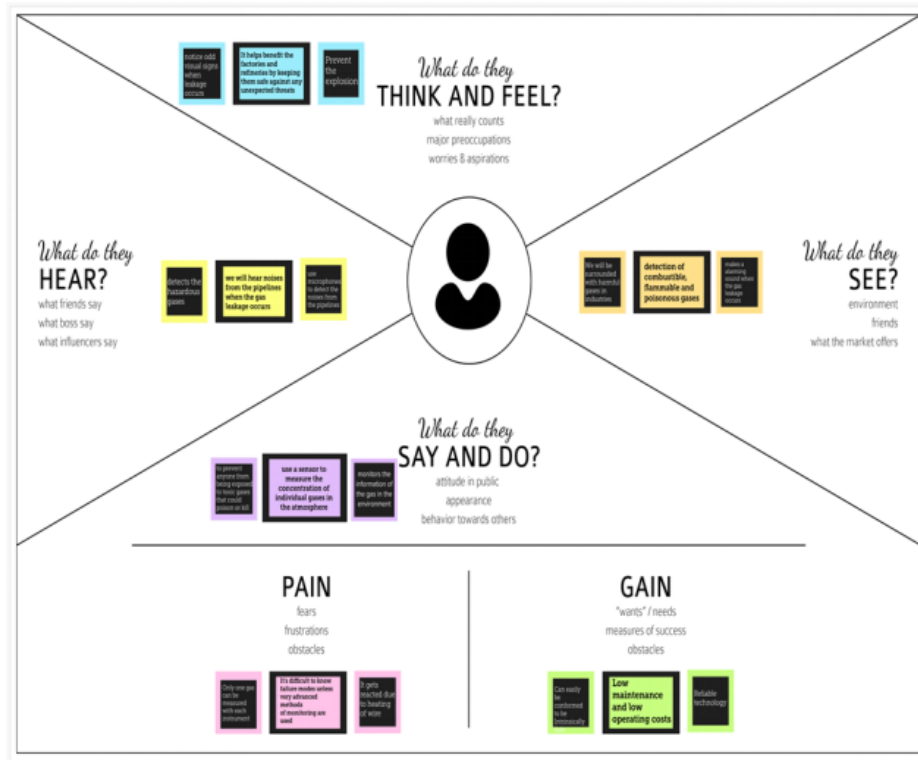 notice odd
visual signs
when
leakage
occurs
It helps benefit the
factories and
refineries by keeping
them safe against any
unexpected threats
Prevent
the
explosion
What do they
THINK AND FEEL?
what really counts
major preoccupations
worries & aspirations
What do they
HEAR?
what friends say
what boss say
what influencers say
detects the
hazardous
gases
we will hear noises
from the pipelines
when the gas
leakage occurs
use
microphones
to detect the
noises from
the pipelines
We will be
surrounded
with harmful
gases in
industries
detection of
combustible,
flammable and
poisonous gases
makes a
alarming
sound when
the gas
leakage
occurs
What do they
SEE?
environment
friends
what the market offers
What do they
SAY AND DO?
attitude in public
appearance
behavior towards others
to prevent
anyone from
being exposed
to toxic gases
that could
poison or kill
use a sensor to
measure the
concentration of
individual gases in
the atmosphere
monitors the
information of
the gas in the
environment
PAIN
fears
frustrations
obstacles
Only one gas
can be
measured
with each
instrument
It's difficult to know
failure modes unless
very advanced
methods
of monitoring are
used
It gets
reacted due
to heating
of wire
GAIN
"wants" / needs
measures of success
obstacles
Can easily
be
conformed
to be
Intrinsically
Low
maintenance
and low
operating costs
Reliable
technology